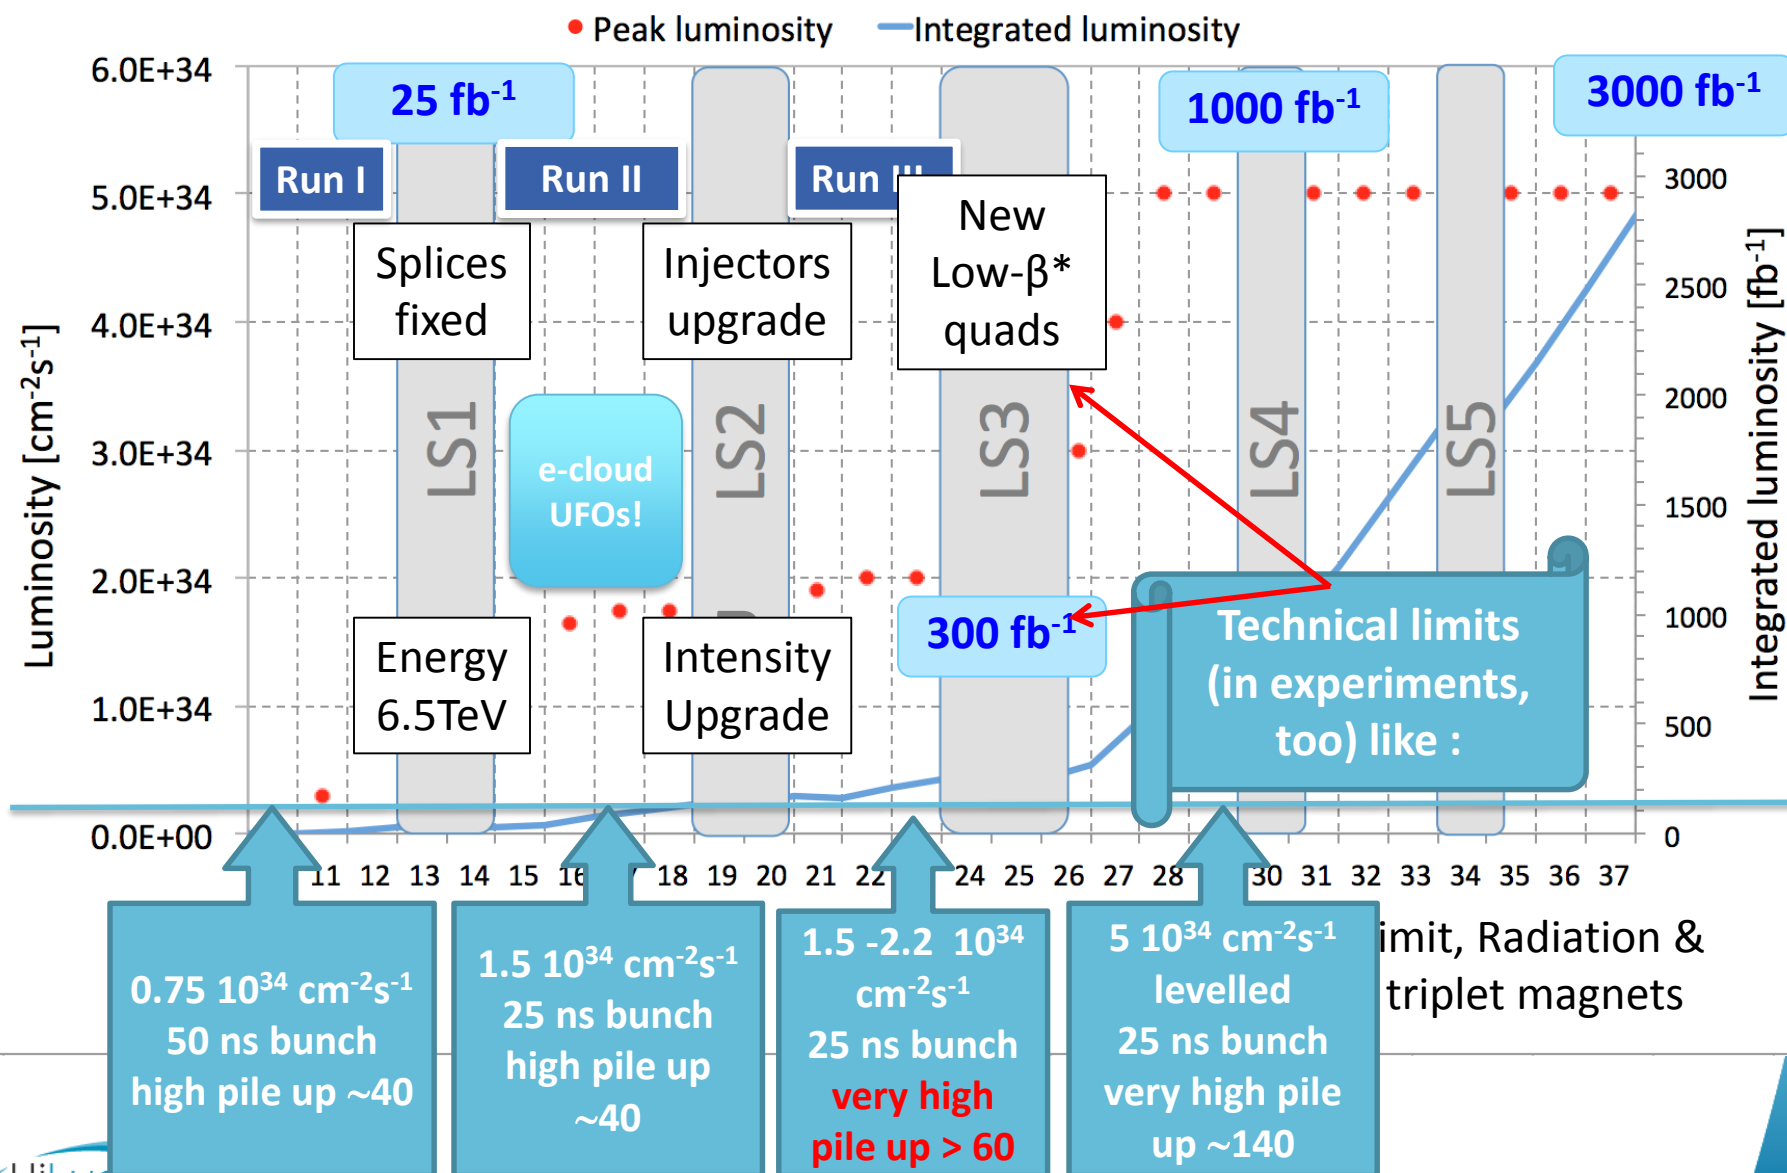 Peak luminosity
Integrated luminosity
6.0E+34
5.0E+34
4.0E+34
3.0E+34
2.0E+34
1.0E+34
0.0E+00
Luminosity [cm-2s-1]
25 fb-1
1000 fb-1
3000 fb-1
Run I
Run II
Run III
Splices
fixed
Injectors
upgrade
New
Low-β*
quads
LS1
LS2
LS3
LS4
LS5
e-cloud
UFOs!
Energy
6.5TeV
Intensity
Upgrade
300 fb-1
Technical limits
(in experiments,
too) like :
3000
2500
2000
1500
1000
500
0
Integrated luminosity [fb-1]
11 12 13 14 15 16 18 19 20 21 22 24 25 26 27 28 30 31 32 33 34 35 36 37
0.75 1034 cm-2s-1
50 ns bunch
high pile up ~40
1.5 1034 cm-2s-1
25 ns bunch
high pile up
~40
1.5 -2.2 1034
cm-2s-1
25 ns bunch
very high
pile up > 60
5 1034 cm-2s-1
levelled
25 ns bunch
very high pile
up ~140
imit, Radiation &
triplet magnets